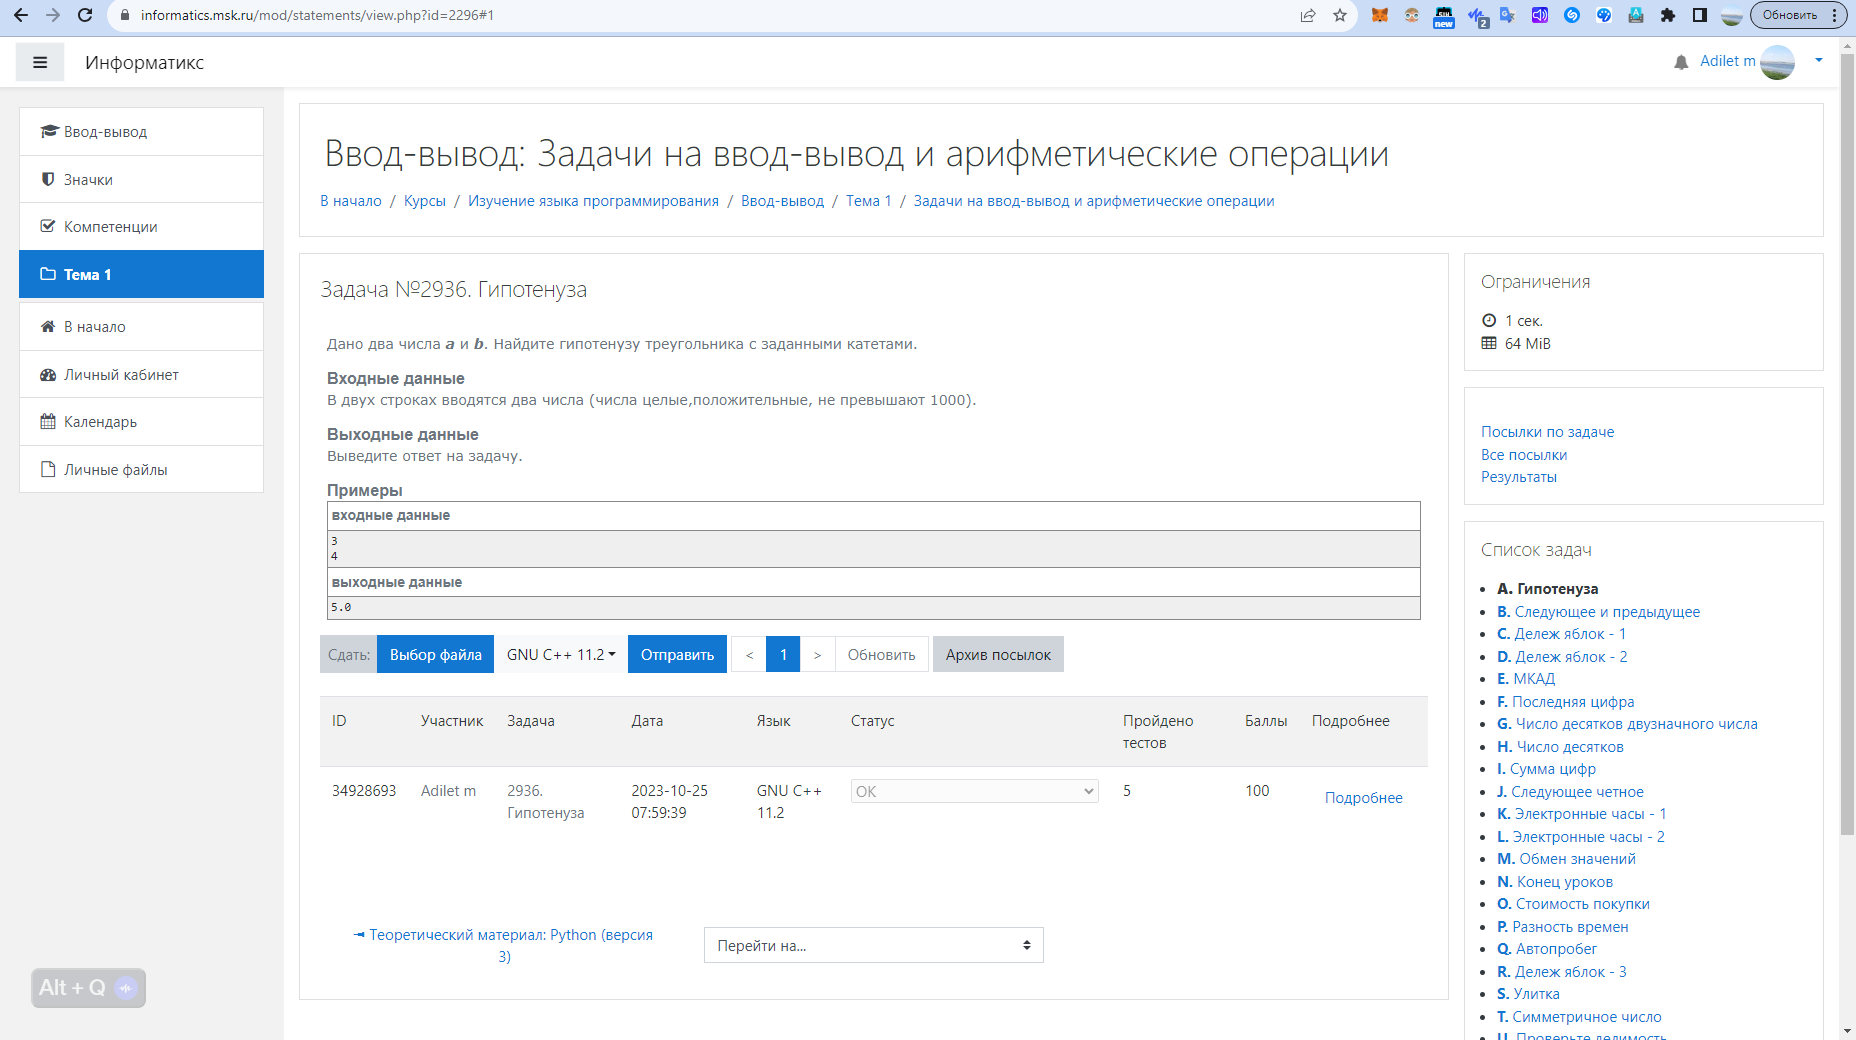 informatics.msk.ru/mod/statements/view.php?id=2296#1
new
2
Обновить
Информатикс
Adilet m
Ввод-вывод
Значки
Компетенции
Тема 1
В начало
Личный кабинет
Календарь
Личные файлы
Ввод-вывод: Задачи на ввод-вывод и арифметические операции
В начало / Курсы / Изучение языка программирования / Ввод-вывод / Тема 1 / Задачи на ввод-вывод и арифметические операции
Задача №2936. Гипотенуза
Дано два числа a и b. Найдите гипотенузу треугольника с заданными катетами.
Входные данные
В двух строках вводятся два числа (числа целые,положительные, не превышают 1000).
Выходные данные
Выведите ответ на задачу.
Примеры
входные данные
3
4
выходные данные
5.0
Сдать: Выбор файла GNU C++ 11.2 Отправить < 1 > Обновить Архив посылок
ID Участник Задача Дата Язык Статус Пройдено тестов Баллы Подробнее
34928693 Adilet m 2936. Гипотенуза 2023-10-25 07:59:39 GNU C++ 11.2 OK 5 100 Подробнее
Теоретический материал: Python (версия
3)
Перейти на...
Alt + Q
Ограничения
1 сек.
64 MiB
Посылки по задаче
Все посылки
Результаты
Список задач
A. Гипотенуза
B. Следующее и предыдущее
C. Дележ яблок - 1
D. Дележ яблок - 2
E. МКАД
F. Последняя цифра
G. Число десятков двузначного числа
H. Число десятков
I. Сумма цифр
J. Следующее четное
K. Электронные часы - 1
L. Электронные часы - 2
M. Обмен значений
N. Конец уроков
O. Стоимость покупки
P. Разность времен
Q. Автопробег
R. Дележ яблок - 3
S. Улитка
T. Симметричное число
U. Проверьте делимость